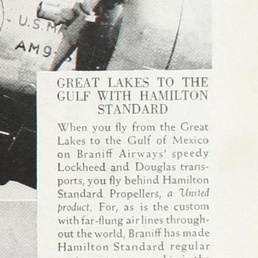 U.S.M
AM9-
GREAT LAKES TO THE
GULF WITH HAMILTON
STANDARD
When you fly from the Great
Lakes to the Gulf of Mexico
on Braniff Airways' speedy
Lockheed and Douglas trans-
ports, you fly behind Hamilton
Standard Propellers, a United
product. For, as is the custom
with far-flung air lines through-
out the world, Braniff has made
Hamilton Standard regular